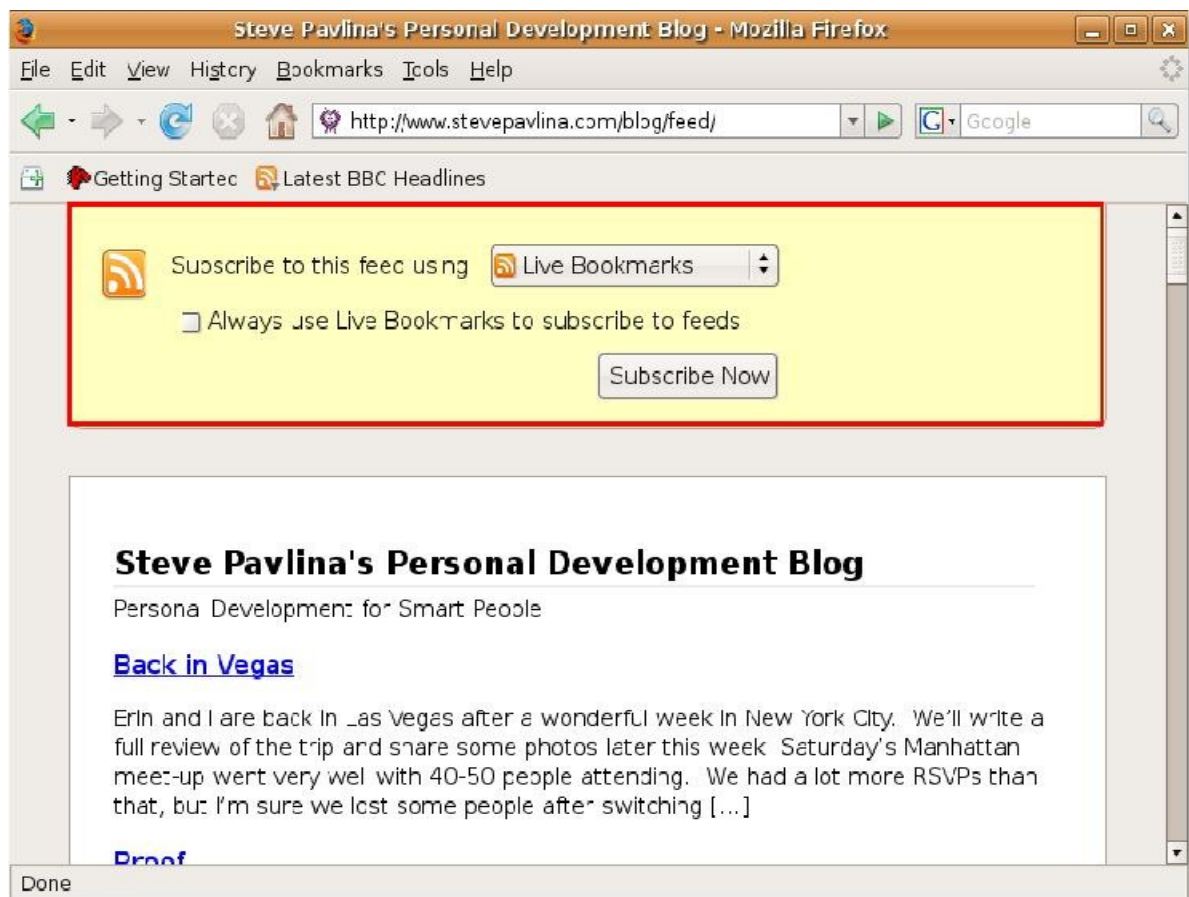 Steve Pavlina's Personal Development Blog - Mozilla Firefox
File Edit View History Bookmarks Tools Help
http://www.stevepavlina.com/blog/feed/
Google
Getting Started Latest BBC Headlines
Subscribe to this feed using Live Bookmarks
Always use Live Bookmarks to subscribe to feeds
Subscribe Now
Steve Pavlina's Personal Development Blog
Personal Development for Smart People
Back in Vegas
Erin and I are back in Las Vegas after a wonderful week in New York City. We'll write a
full review of the trip and share some photos later this week. Saturday's Manhattan
meet-up went very well with 40-50 people attending. We had a lot more RSVPs than
that, but I'm sure we lost some people after switching [...]
Proof
Done